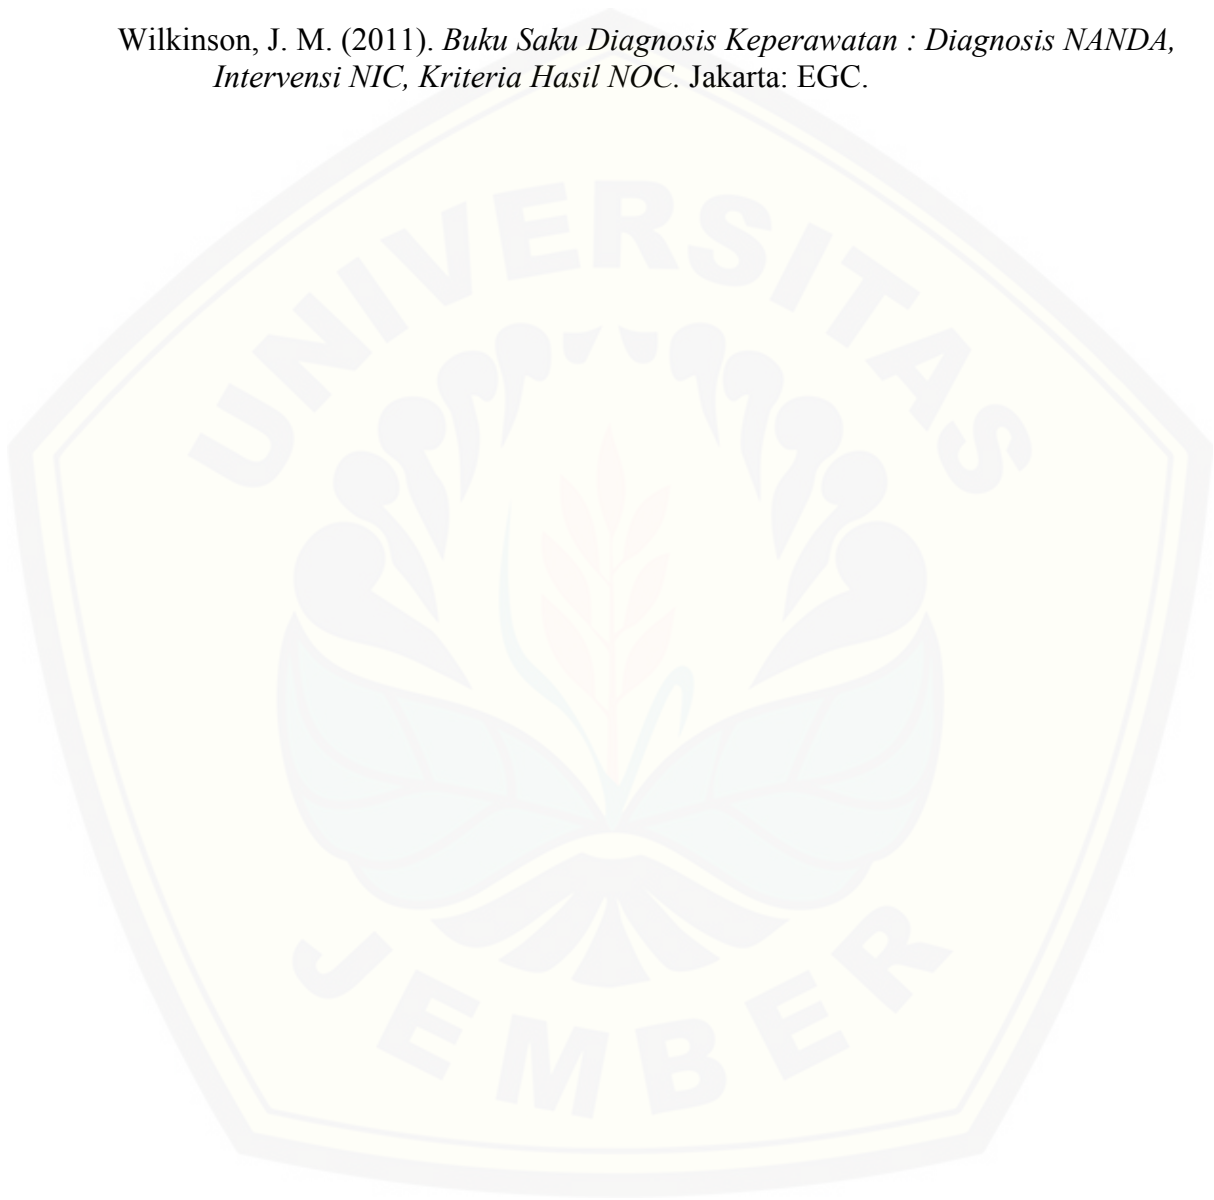 Wilkinson, J. M. (2011). Buku Saku Diagnosis Keperawatan : Diagnosis NANDA,
Intervensi NIC, Kriteria Hasil NOC. Jakarta: EGC.
UNIVERSITAS
JEMBER